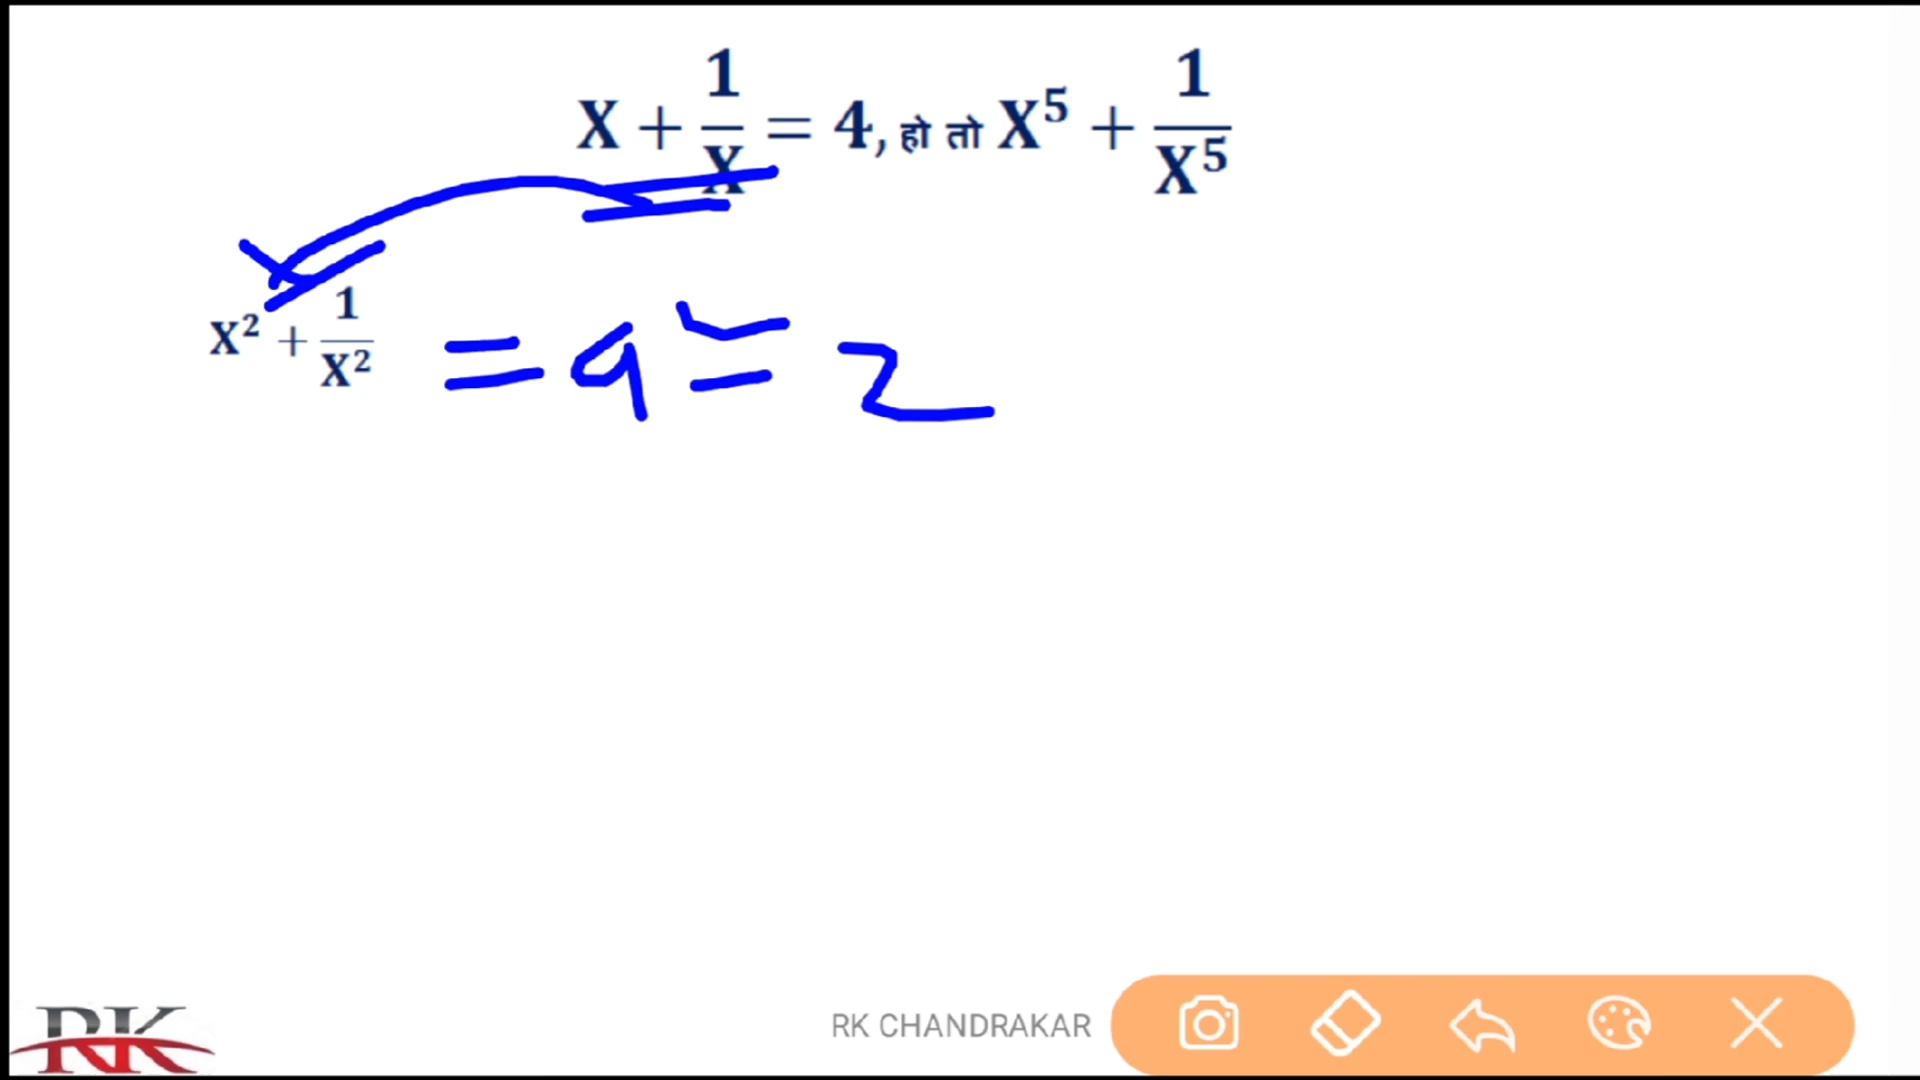 X + 1/X = 4, हो तो X⁵ + 1/X⁵
X² + 1/X² = 4² - 2
RK
RK CHANDRAKAR